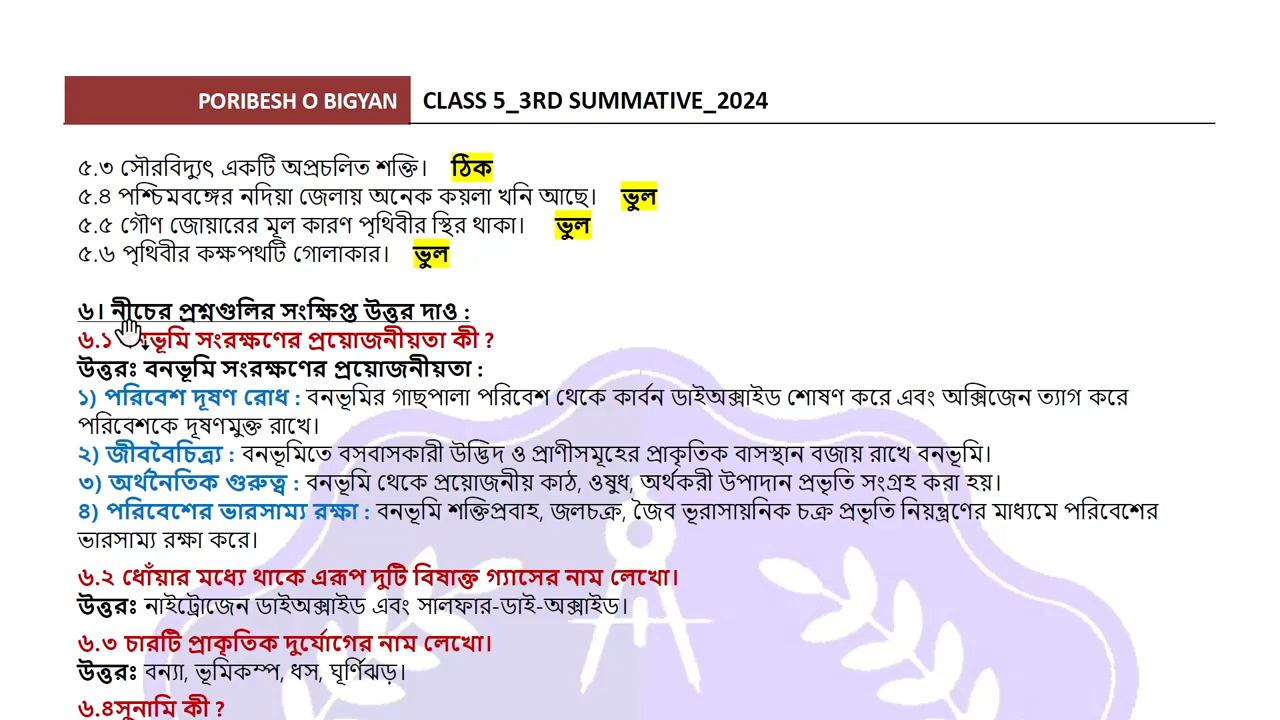 PORIBESH O BIGYAN CLASS 5_3RD SUMMATIVE_2024
৫.৩ সৌরবিদ্যুৎ একটি অপ্রচলিত শক্তি। ঠিক
৫.৪ পশ্চিমবঙ্গের নদিয়া জেলায় অনেক কয়লা খনি আছে। ভুল
৫.৫ গৌণ জোয়ারের মূল কারণ পৃথিবীর স্থির থাকা। ভুল
৫.৬ পৃথিবীর কক্ষপথটি গোলাকার। ভুল
৬। নীচের প্রশ্নগুলির সংক্ষিপ্ত উত্তর দাও :
৬.১ সংরক্ষণের প্রয়োজনীয়তা কী ?
উত্তরঃ বনভূমি সংরক্ষণের প্রয়োজনীয়তা :
১) পরিবেশ দূষণ রোধ : বনভূমির গাছপালা পরিবেশ থেকে কার্বন ডাইঅক্সাইড শোষণ করে এবং অক্সিজেন ত্যাগ করে
পরিবেশকে দূষণমুক্ত রাখে।
২) জীববৈচিত্র্য : বনভূমিতে বসবাসকারী উদ্ভিদ ও প্রাণীসমূহের প্রাকৃতিক বাসস্থান বজায় রাখে বনভূমি।
৩) অর্থনৈতিক গুরুত্ব : বনভূমি থেকে প্রয়োজনীয় কাঠ, ওষুধ, অর্থকরী উপাদান প্রভৃতি সংগ্রহ করা হয়।
৪) পরিবেশের ভারসাম্য রক্ষা : বনভূমি শক্তিপ্রবাহ, জলচক্র, জৈব ভূরাসায়নিক চক্র প্রভৃতি নিয়ন্ত্রণের মাধ্যমে পরিবেশের
ভারসাম্য রক্ষা করে।
৬.২ ধোঁয়ার মধ্যে থাকে এরূপ দুটি বিষাক্ত গ্যাসের নাম লেখো।
উত্তরঃ নাইট্রোজেন ডাইঅক্সাইড এবং সালফার-ডাই-অক্সাইড।
৬.৩ চারটি প্রাকৃতিক দুর্যোগের নাম লেখো।
উত্তরঃ বন্যা, ভূমিকম্প, ধস, ঘূর্ণিঝড়।
৬.৪সুনামি কী ?